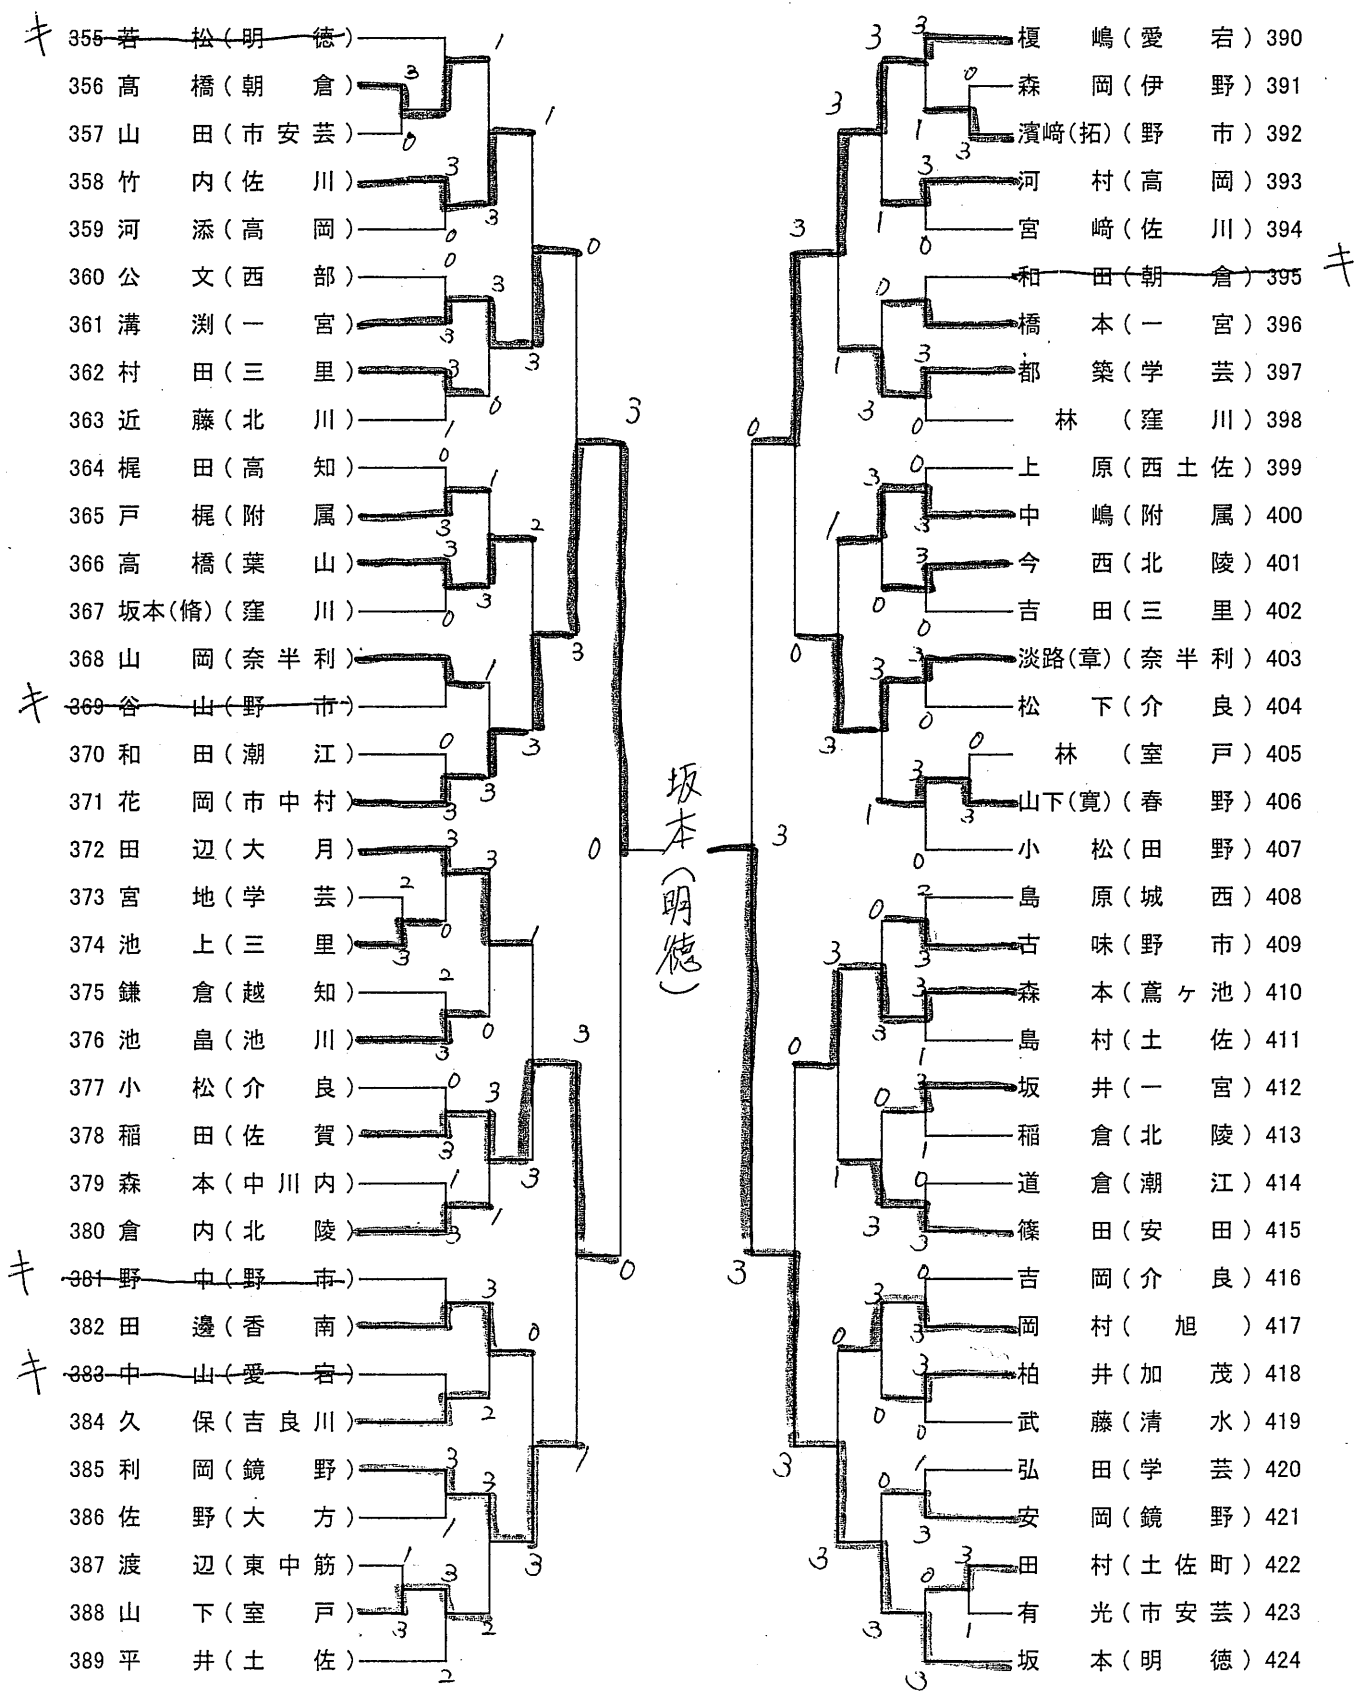 キ 355 若 松 ( 明 徳 )
356 髙 橋 ( 朝 倉 )
357 山 田 ( 市 安 芸 )
358 竹 内 ( 佐 川 )
359 河 添 ( 高 岡 )
360 公 文 ( 西 部 )
361 溝 渕 ( 一 宮 )
362 村 田 ( 三 里 )
363 近 藤 ( 北 川 )
364 梶 田 ( 高 知 )
365 戸 梶 ( 附 属 )
366 高 橋 ( 葉 山 )
367 坂本(脩) ( 窪 川 )
368 山 岡 ( 奈 半 利 )
キ 369 谷 山 ( 野 市 )
370 和 田 ( 潮 江 )
371 花 岡 ( 市 中 村 )
372 田 辺 ( 大 月 )
373 宮 地 ( 学 芸 )
374 池 上 ( 三 里 )
375 鎌 倉 ( 越 知 )
376 池 畠 ( 池 川 )
377 小 松 ( 介 良 )
378 稲 田 ( 佐 賀 )
379 森 本 ( 中 川 内 )
380 倉 内 ( 北 陵 )
キ 381 野 中 ( 野 市 )
382 田 邊 ( 香 南 )
キ 383 中 山 ( 愛 宕 )
384 久 保 ( 吉 良 川 )
385 利 岡 ( 鏡 野 )
386 佐 野 ( 大 方 )
387 渡 辺 ( 東 中 筋 )
388 山 下 ( 室 戸 )
389 平 井 ( 土 佐 )
坂本(明徳)
榎 嶋 ( 愛 宕 ) 390
森 岡 ( 伊 野 ) 391
濱﨑(拓) ( 野 市 ) 392
河 村 ( 高 岡 ) 393
宮 﨑 ( 佐 川 ) 394
和 田 ( 朝 倉 ) 395 キ
橋 本 ( 一 宮 ) 396
都 築 ( 学 芸 ) 397
林 ( 窪 川 ) 398
上 原 ( 西 土 佐 ) 399
中 嶋 ( 附 属 ) 400
今 西 ( 北 陵 ) 401
吉 田 ( 三 里 ) 402
淡路(章) ( 奈 半 利 ) 403
松 下 ( 介 良 ) 404
林 ( 室 戸 ) 405
山下(寛) ( 春 野 ) 406
小 松 ( 田 野 ) 407
島 原 ( 城 西 ) 408
古 味 ( 野 市 ) 409
森 本 ( 鳶 ヶ 池 ) 410
島 村 ( 土 佐 ) 411
坂 井 ( 一 宮 ) 412
稲 倉 ( 北 陵 ) 413
道 倉 ( 潮 江 ) 414
篠 田 ( 安 田 ) 415
吉 岡 ( 介 良 ) 416
岡 村 ( 旭 ) 417
柏 井 ( 加 茂 ) 418
武 藤 ( 清 水 ) 419
弘 田 ( 学 芸 ) 420
安 岡 ( 鏡 野 ) 421
田 村 ( 土 佐 町 ) 422
有 光 ( 市 安 芸 ) 423
坂 本 ( 明 徳 ) 424